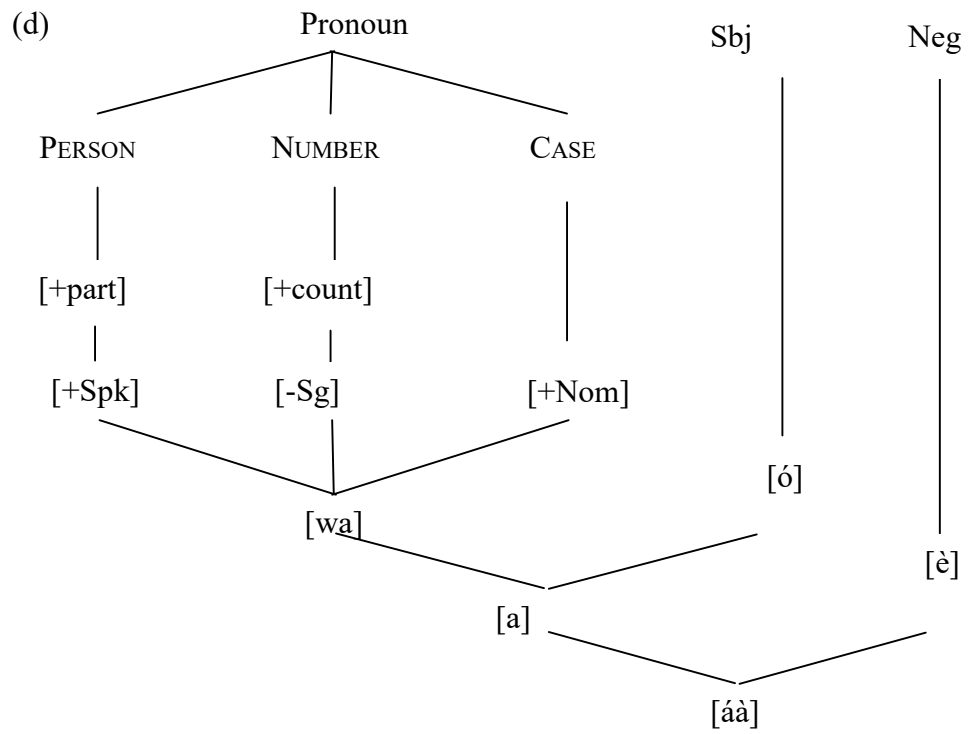 (d) Pronoun Sbj Neg
PERSON NUMBER CASE
[+part] [+count]
[+Spk] [-Sg] [+Nom]
[ó]
[wa]
[è]
[a]
[áà]